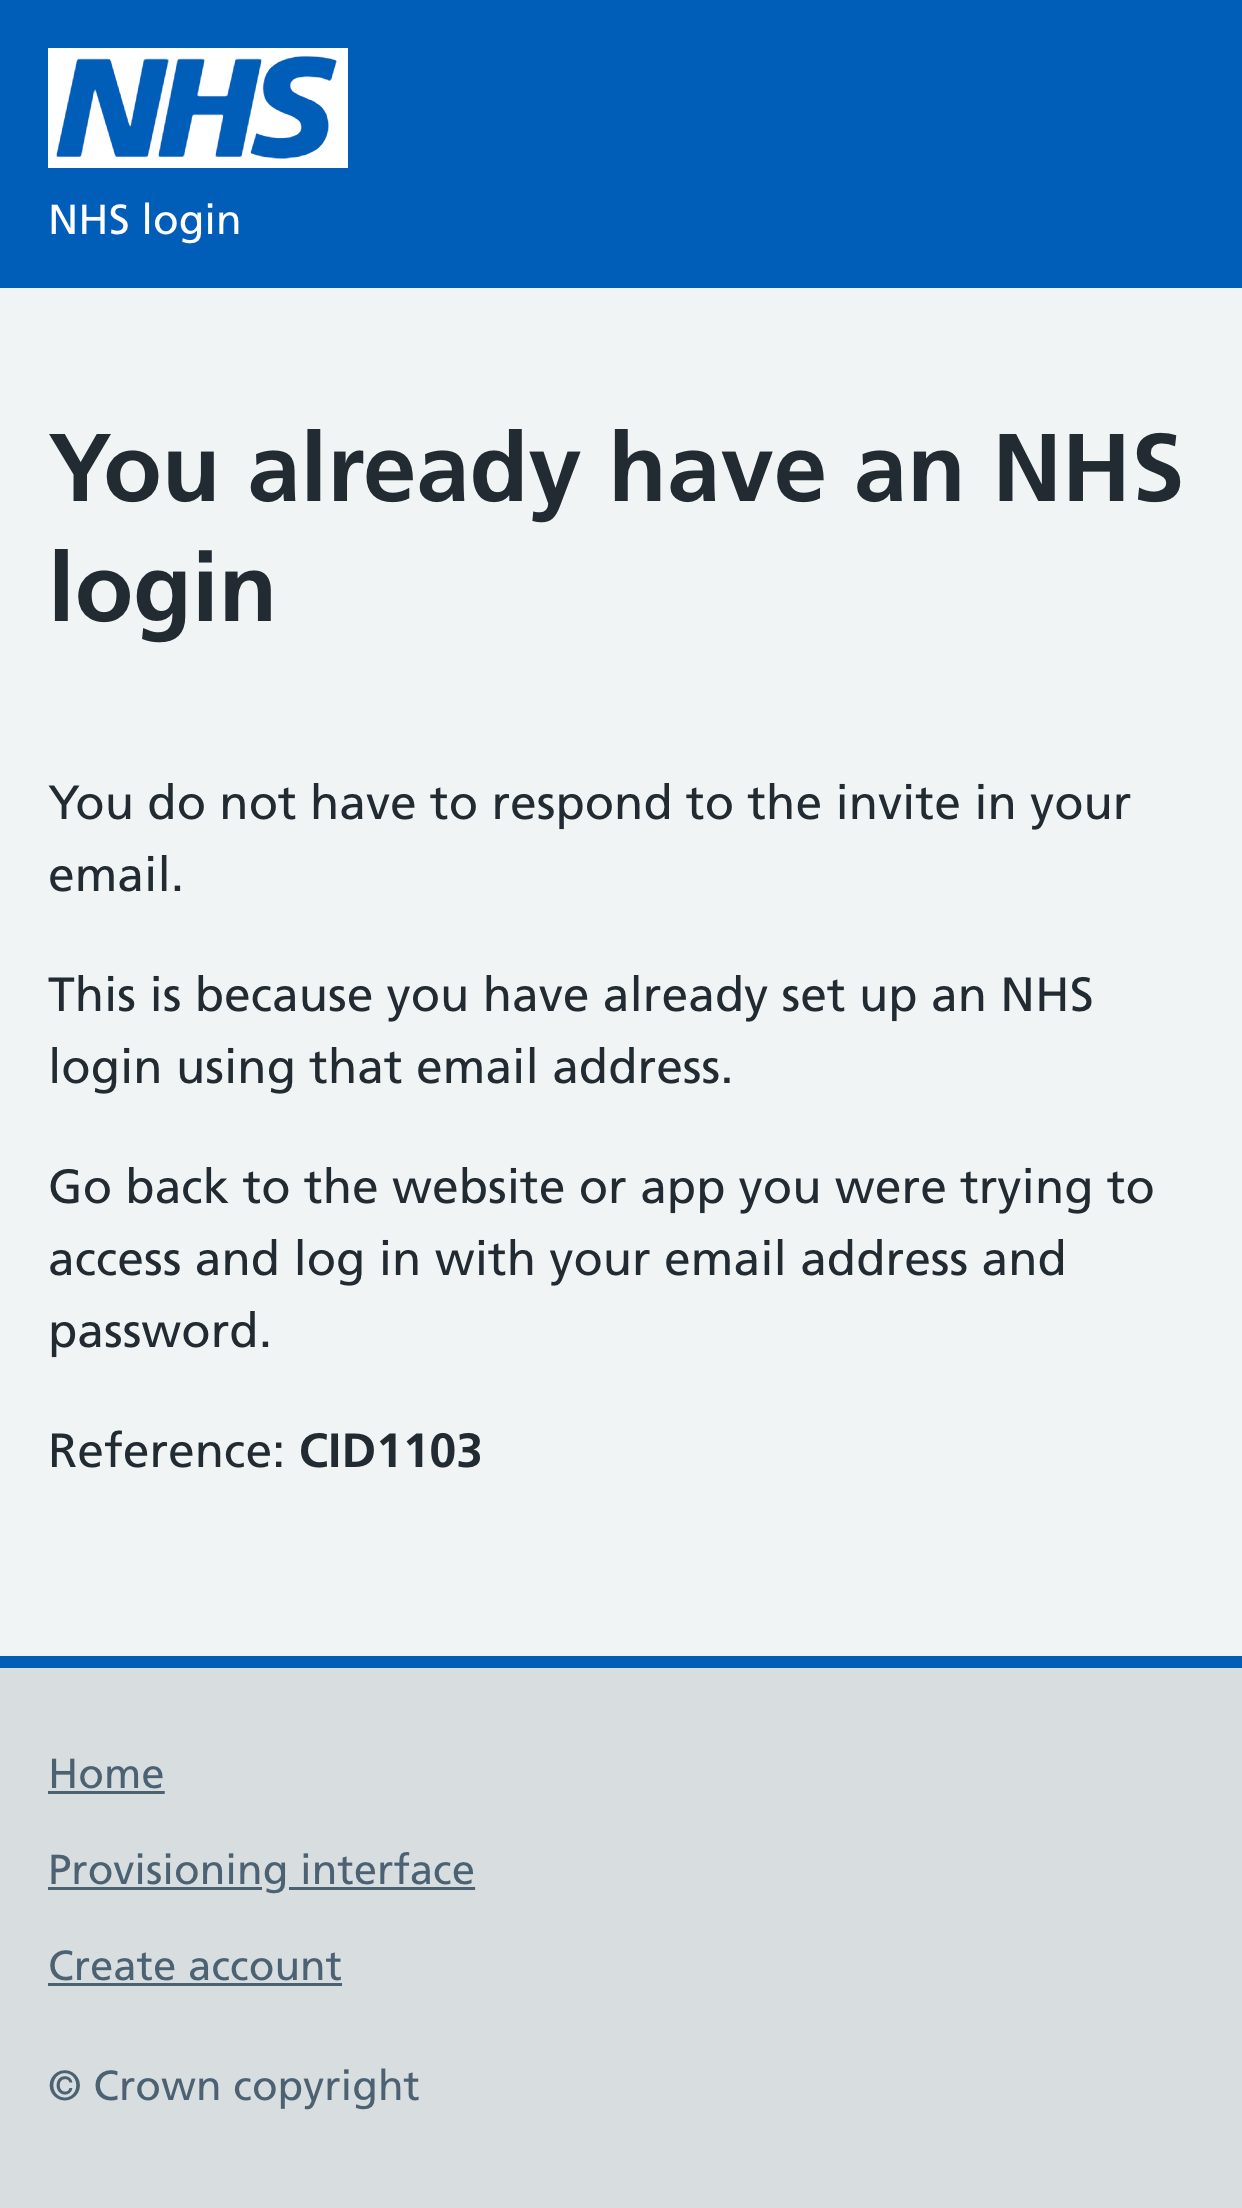 NHS
NHS login
You already have an NHS
login
You do not have to respond to the invite in your
email.
This is because you have already set up an NHS
login using that email address.
Go back to the website or app you were trying to
access and log in with your email address and
password.
Reference: CID1103
Home
Provisioning interface
Create account
© Crown copyright